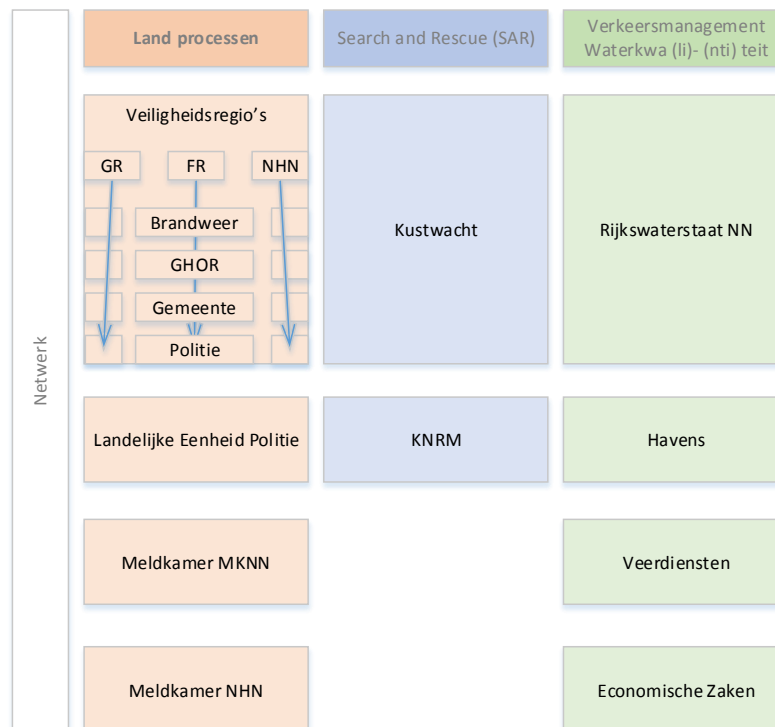 Land processen
Search and Rescue (SAR)
Verkeersmanagement
Waterkwa (li)- (nti) teit
Netwerk
Veiligheidsregio's
GR
FR
NHN
Brandweer
GHOR
Gemeente
Politie
Kustwacht
Rijkswaterstaat NN
Landelijke Eenheid Politie
KNRM
Havens
Meldkamer MKNN
Veerdiensten
Meldkamer NHN
Economische Zaken